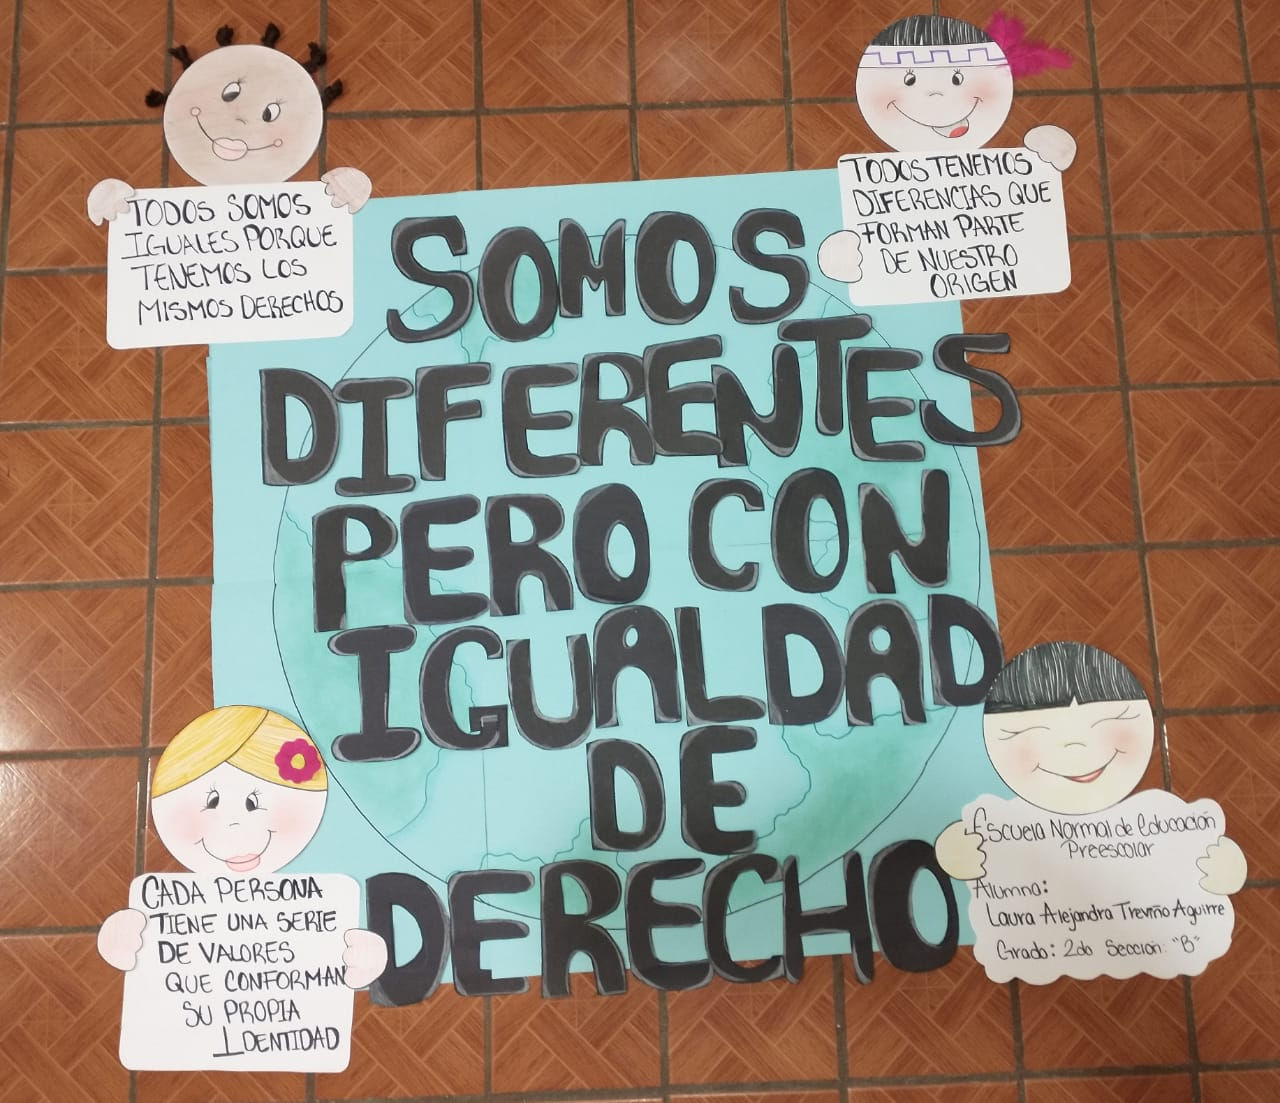 TODOS SOMOS
IGUALES PORQUE
TENEMOS LOS
MISMOS DERECHOS
TODOS TENEMOS
DIFERENCIAS QUE
FORMAN PARTE
DE NUESTRO
ORIGEN
SOMOS
DIFERENTES
PERO CON
IGUALDAD
DE
DERECHO
CADA PERSONA
TIENE UNA SERIE
DE VALORES
QUE CONFORMAN
SU PROPIA
IDENTIDAD
Escuela Normal de Educación
Preescolar
Alumna:
Laura Alejandra Treviño Aguirre
Grado: 2do Sección: "B"